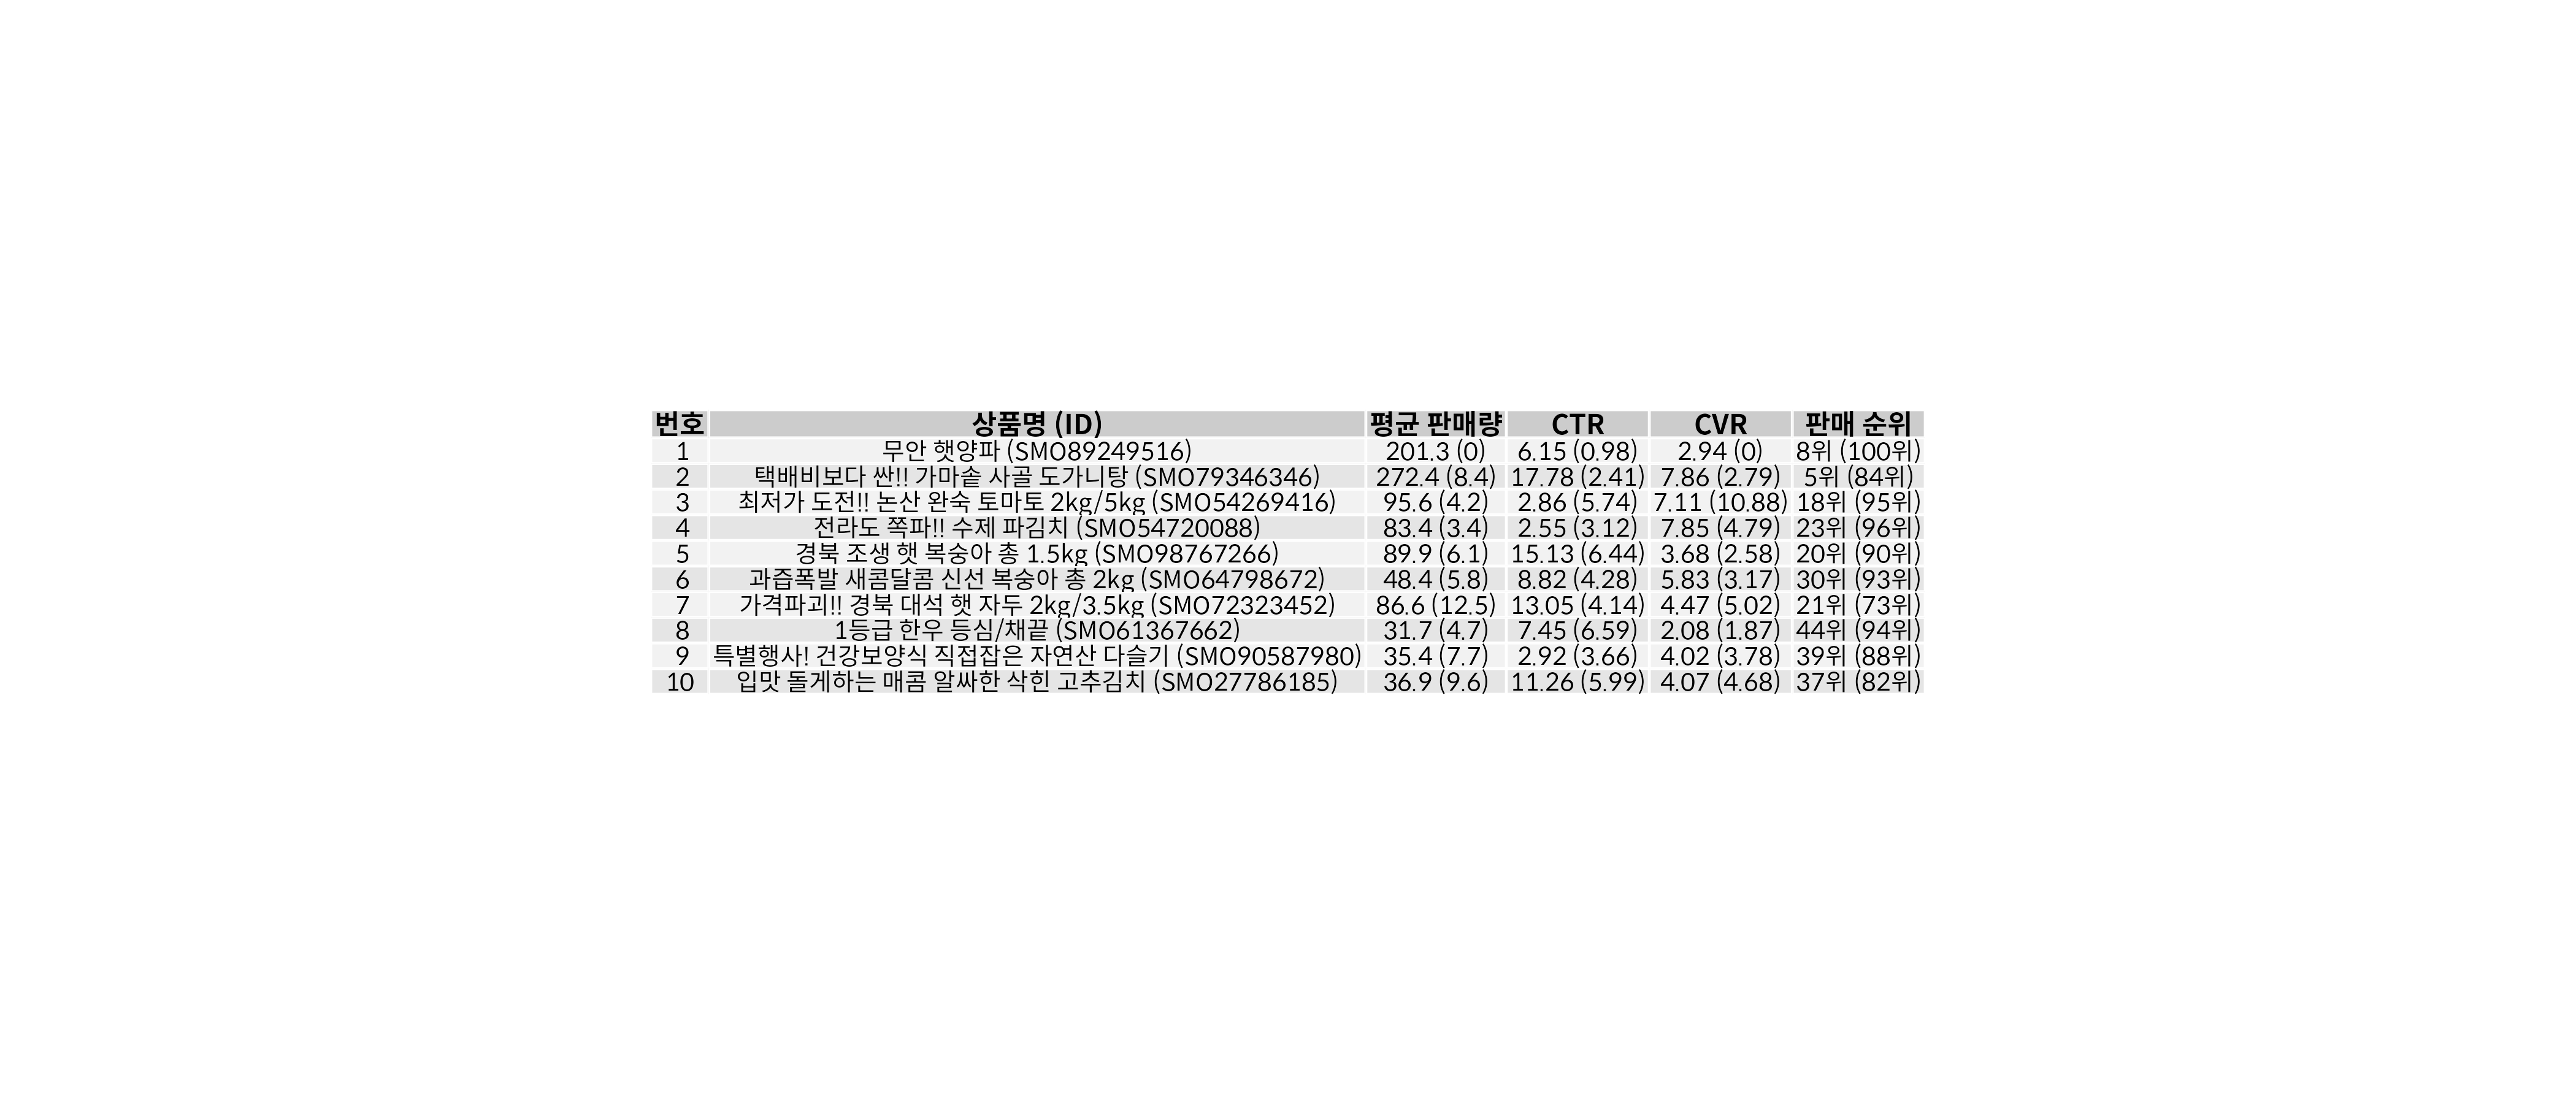 번호 상품명 (ID) 평균 판매량 CTR CVR 판매 순위
1 무안 햇양파 (SMO89249516) 201.3 (0) 6.15 (0.98) 2.94 (0) 8위 (100위)
2 택배비보다 싼!! 가마솥 사골 도가니탕 (SMO79346346) 272.4 (8.4) 17.78 (2.41) 7.86 (2.79) 5위 (84위)
3 최저가 도전!! 논산 완숙 토마토 2kg/5kg (SMO54269416) 95.6 (4.2) 2.86 (5.74) 7.11 (10.88) 18위 (95위)
4 전라도 쪽파!! 수제 파김치 (SMO54720088) 83.4 (3.4) 2.55 (3.12) 7.85 (4.79) 23위 (96위)
5 경북 조생 햇 복숭아 총 1.5kg (SMO98767266) 89.9 (6.1) 15.13 (6.44) 3.68 (2.58) 20위 (90위)
6 과즙폭발 새콤달콤 신선 복숭아 총 2kg (SMO64798672) 48.4 (5.8) 8.82 (4.28) 5.83 (3.17) 30위 (93위)
7 가격파괴!! 경북 대석 햇 자두 2kg/3.5kg (SMO72323452) 86.6 (12.5) 13.05 (4.14) 4.47 (5.02) 21위 (73위)
8 1등급 한우 등심/채끝 (SMO61367662) 31.7 (4.7) 7.45 (6.59) 2.08 (1.87) 44위 (94위)
9 특별행사! 건강보양식 직접잡은 자연산 다슬기 (SMO90587980) 35.4 (7.7) 2.92 (3.66) 4.02 (3.78) 39위 (88위)
10 입맛 돌게하는 매콤 알싸한 삭힌 고추김치 (SMO27786185) 36.9 (9.6) 11.26 (5.99) 4.07 (4.68) 37위 (82위)